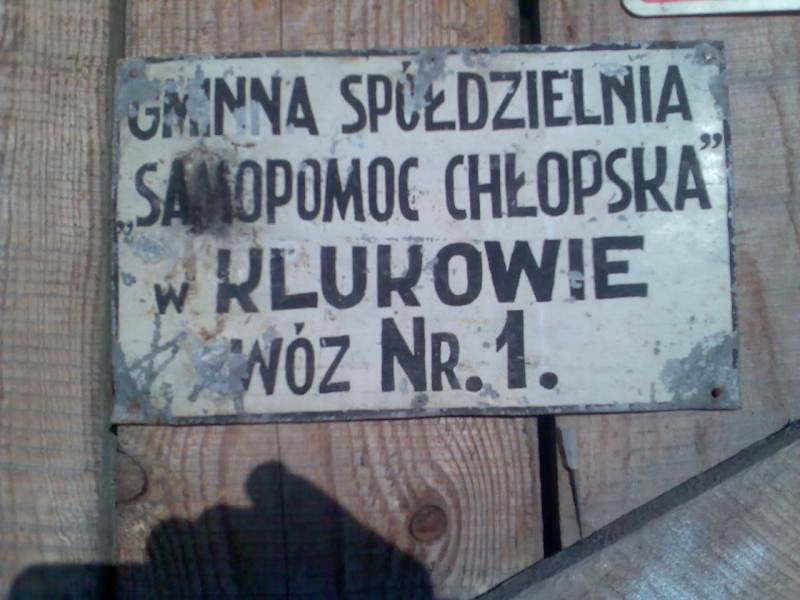 GMINNA SPÓŁDZIELNIA
„SAMOPOMOC CHŁOPSKA”
w KLUKOWIE
WÓZ NR. 1.